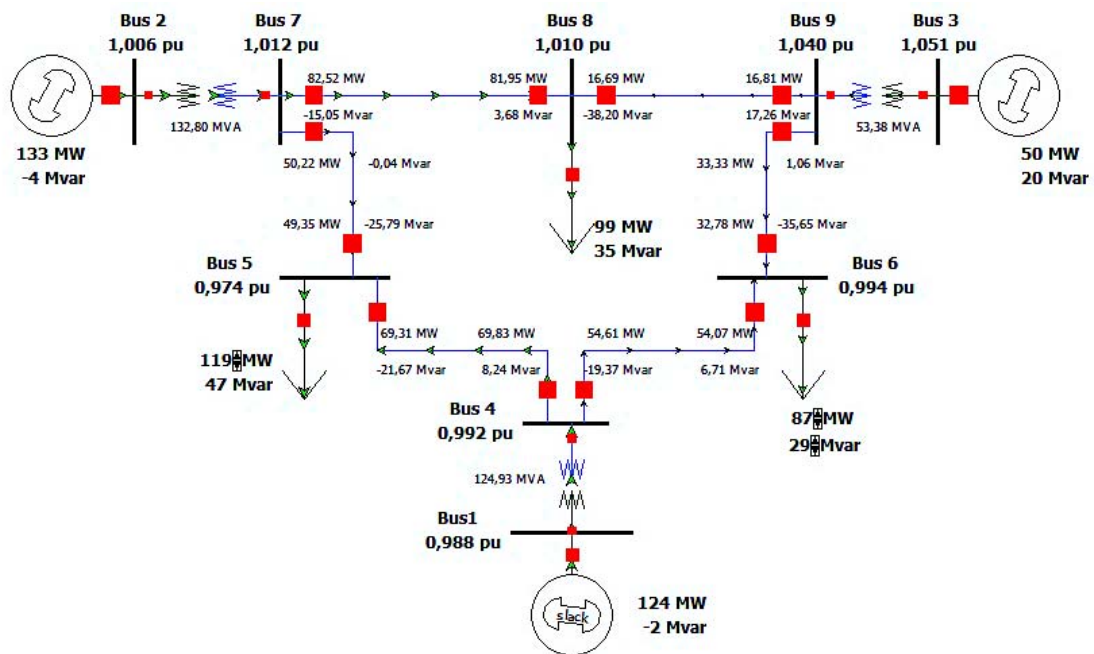 Bus 2
1,006 pu
Bus 7
1,012 pu
Bus 8
1,010 pu
Bus 9
1,040 pu
Bus 3
1,051 pu
82,52 MW
81,95 MW
16,69 MW
16,81 MW
-15,05 Mvar
3,68 Mvar
-38,20 Mvar
17,26 Mvar
132,80 MVA
53,38 MVA
133 MW
-4 Mvar
50 MW
20 Mvar
50,22 MW
-0,04 Mvar
33,33 MW
1,06 Mvar
49,35 MW
-25,79 Mvar
99 MW
35 Mvar
32,78 MW
-35,65 Mvar
Bus 5
0,974 pu
Bus 6
0,994 pu
69,31 MW
69,83 MW
54,61 MW
54,07 MW
-21,67 Mvar
8,24 Mvar
-19,37 Mvar
6,71 Mvar
119 MW
47 Mvar
87 MW
29 Mvar
Bus 4
0,992 pu
124,93 MVA
Bus1
0,988 pu
slack
124 MW
-2 Mvar